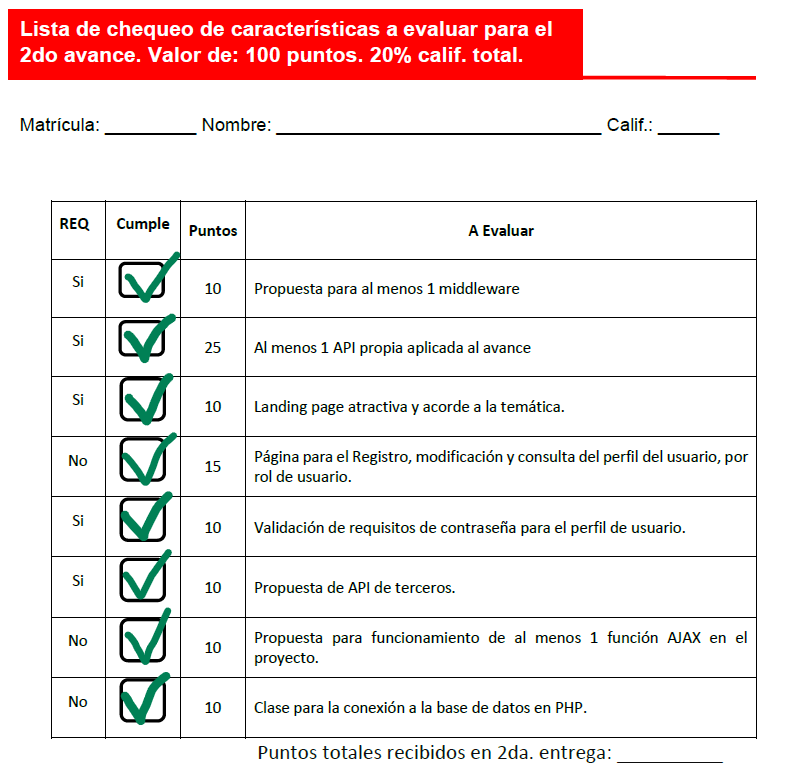 Lista de chequeo de características a evaluar para el
2do avance. Valor de: 100 puntos. 20% calif. total.
Matrícula: _________ Nombre: ________________________________ Calif.: ______
REQ Cumple Puntos A Evaluar
Si 10 Propuesta para al menos 1 middleware
Si 25 Al menos 1 API propia aplicada al avance
Si 10 Landing page atractiva y acorde a la temática.
No 15 Página para el Registro, modificación y consulta del perfil del usuario, por
rol de usuario.
Si 10 Validación de requisitos de contraseña para el perfil de usuario.
Si 10 Propuesta de API de terceros.
No 10 Propuesta para funcionamiento de al menos 1 función AJAX en el
proyecto.
No 10 Clase para la conexión a la base de datos en PHP.
Puntos totales recibidos en 2da. entrega: __________